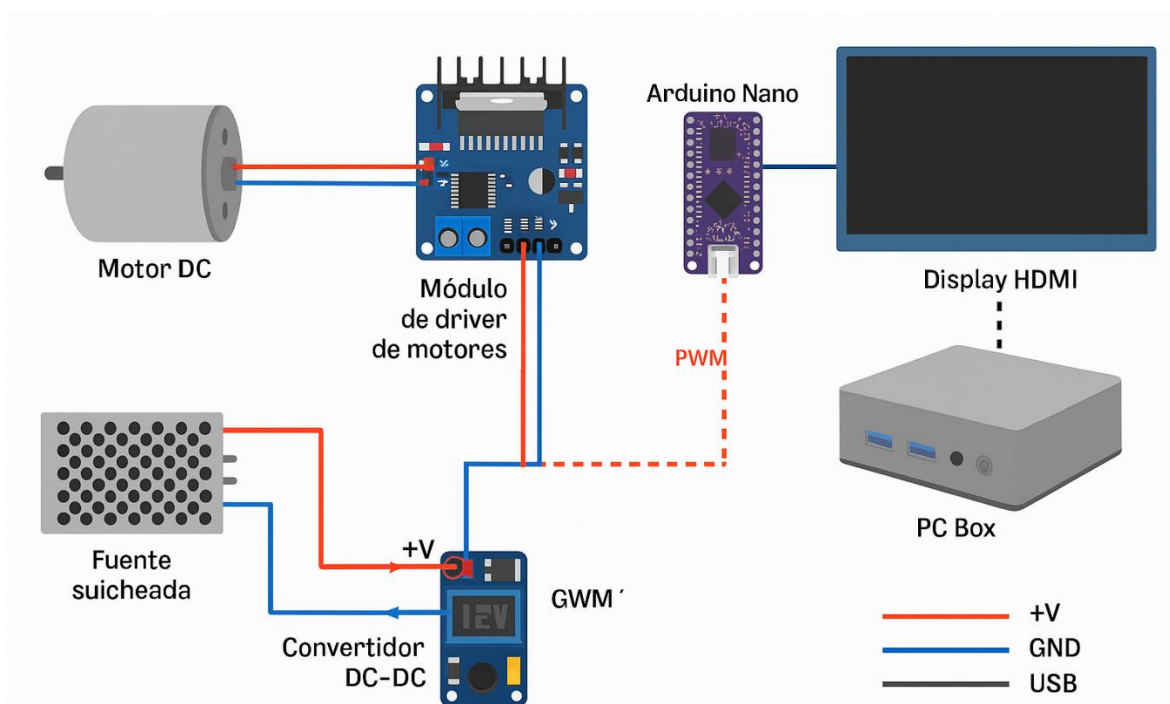 Arduino Nano
Motor DC
Módulo
de driver
de motores
Display HDMI
PWM
PC Box
Fuente
suicheada
+V
GWM´
12V
Convertidor
DC-DC
+V
GND
USB